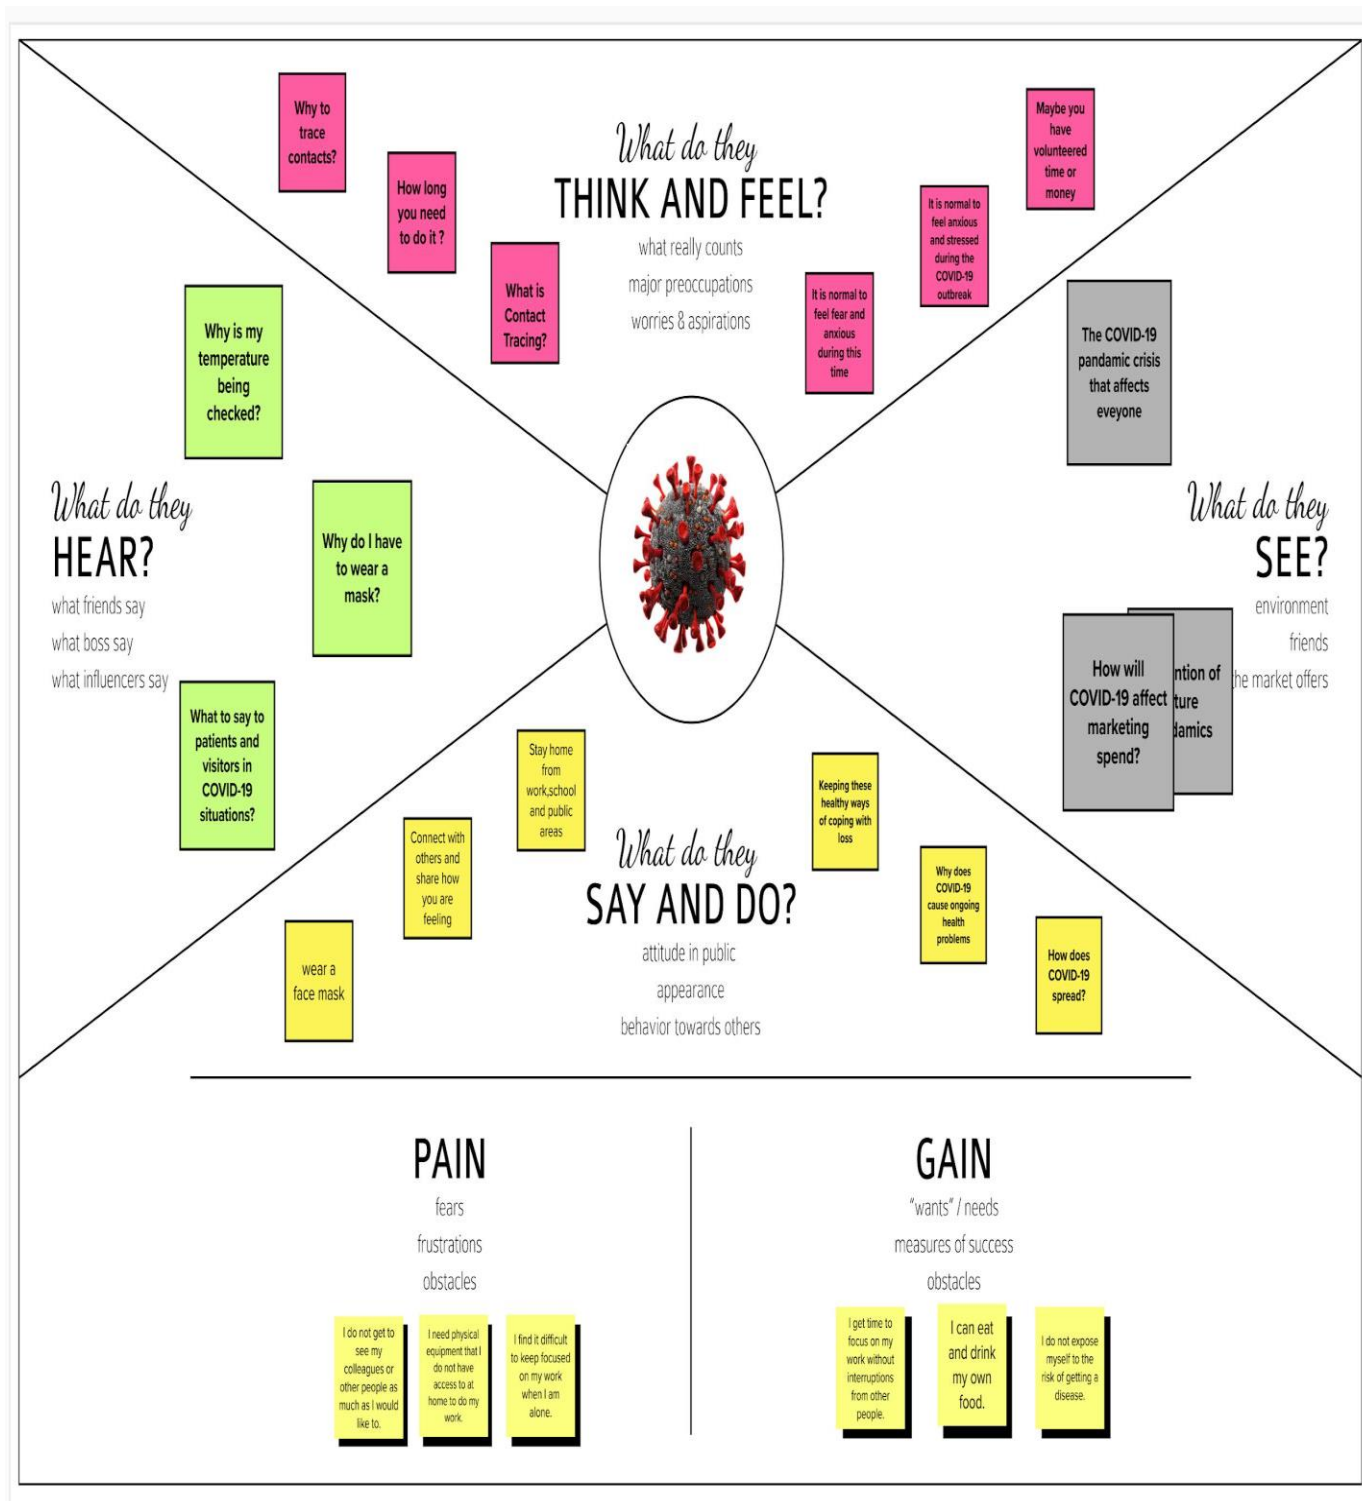 What do they
THINK AND FEEL?
what really counts
major preoccupations
worries & aspirations
Why to
trace
contacts?
How long
you need
to do it ?
What is
Contact
Tracing?
It is normal to
feel fear and
anxious
during this
time
It is normal to
feel anxious
and stressed
during the
COVID-19
outbreak
Maybe you
have
volunteered
time or
money
What do they
HEAR?
what friends say
what boss say
what influencers say
Why is my
temperature
being
checked?
Why do I have
to wear a
mask?
What to say to
patients and
visitors in
COVID-19
situations?
What do they
SEE?
environment
friends
the market offers
The COVID-19
pandamic crisis
that affects
eveyone
How will
COVID-19 affect
marketing
spend?
ntion of
ture
damics
What do they
SAY AND DO?
attitude in public
appearance
behavior towards others
Stay home
from
work,school
and public
areas
Connect with
others and
share how
you are
feeling
wear a
face mask
Keeping these
healthy ways
of coping with
loss
Why does
COVID-19
cause ongoing
health
problems
How does
COVID-19
spread?
PAIN
fears
frustrations
obstacles
I do not get to
see my
colleagues or
other people as
much as I would
like to.
I need physical
equipment that I
do not have
access to at
home to do my
work.
I find it difficult
to keep focused
on my work
when I am
alone.
GAIN
"wants" / needs
measures of success
obstacles
I get time to
focus on my
work without
interruptions
from other
people.
I can eat
and drink
my own
food.
I do not expose
myself to the
risk of getting a
disease.